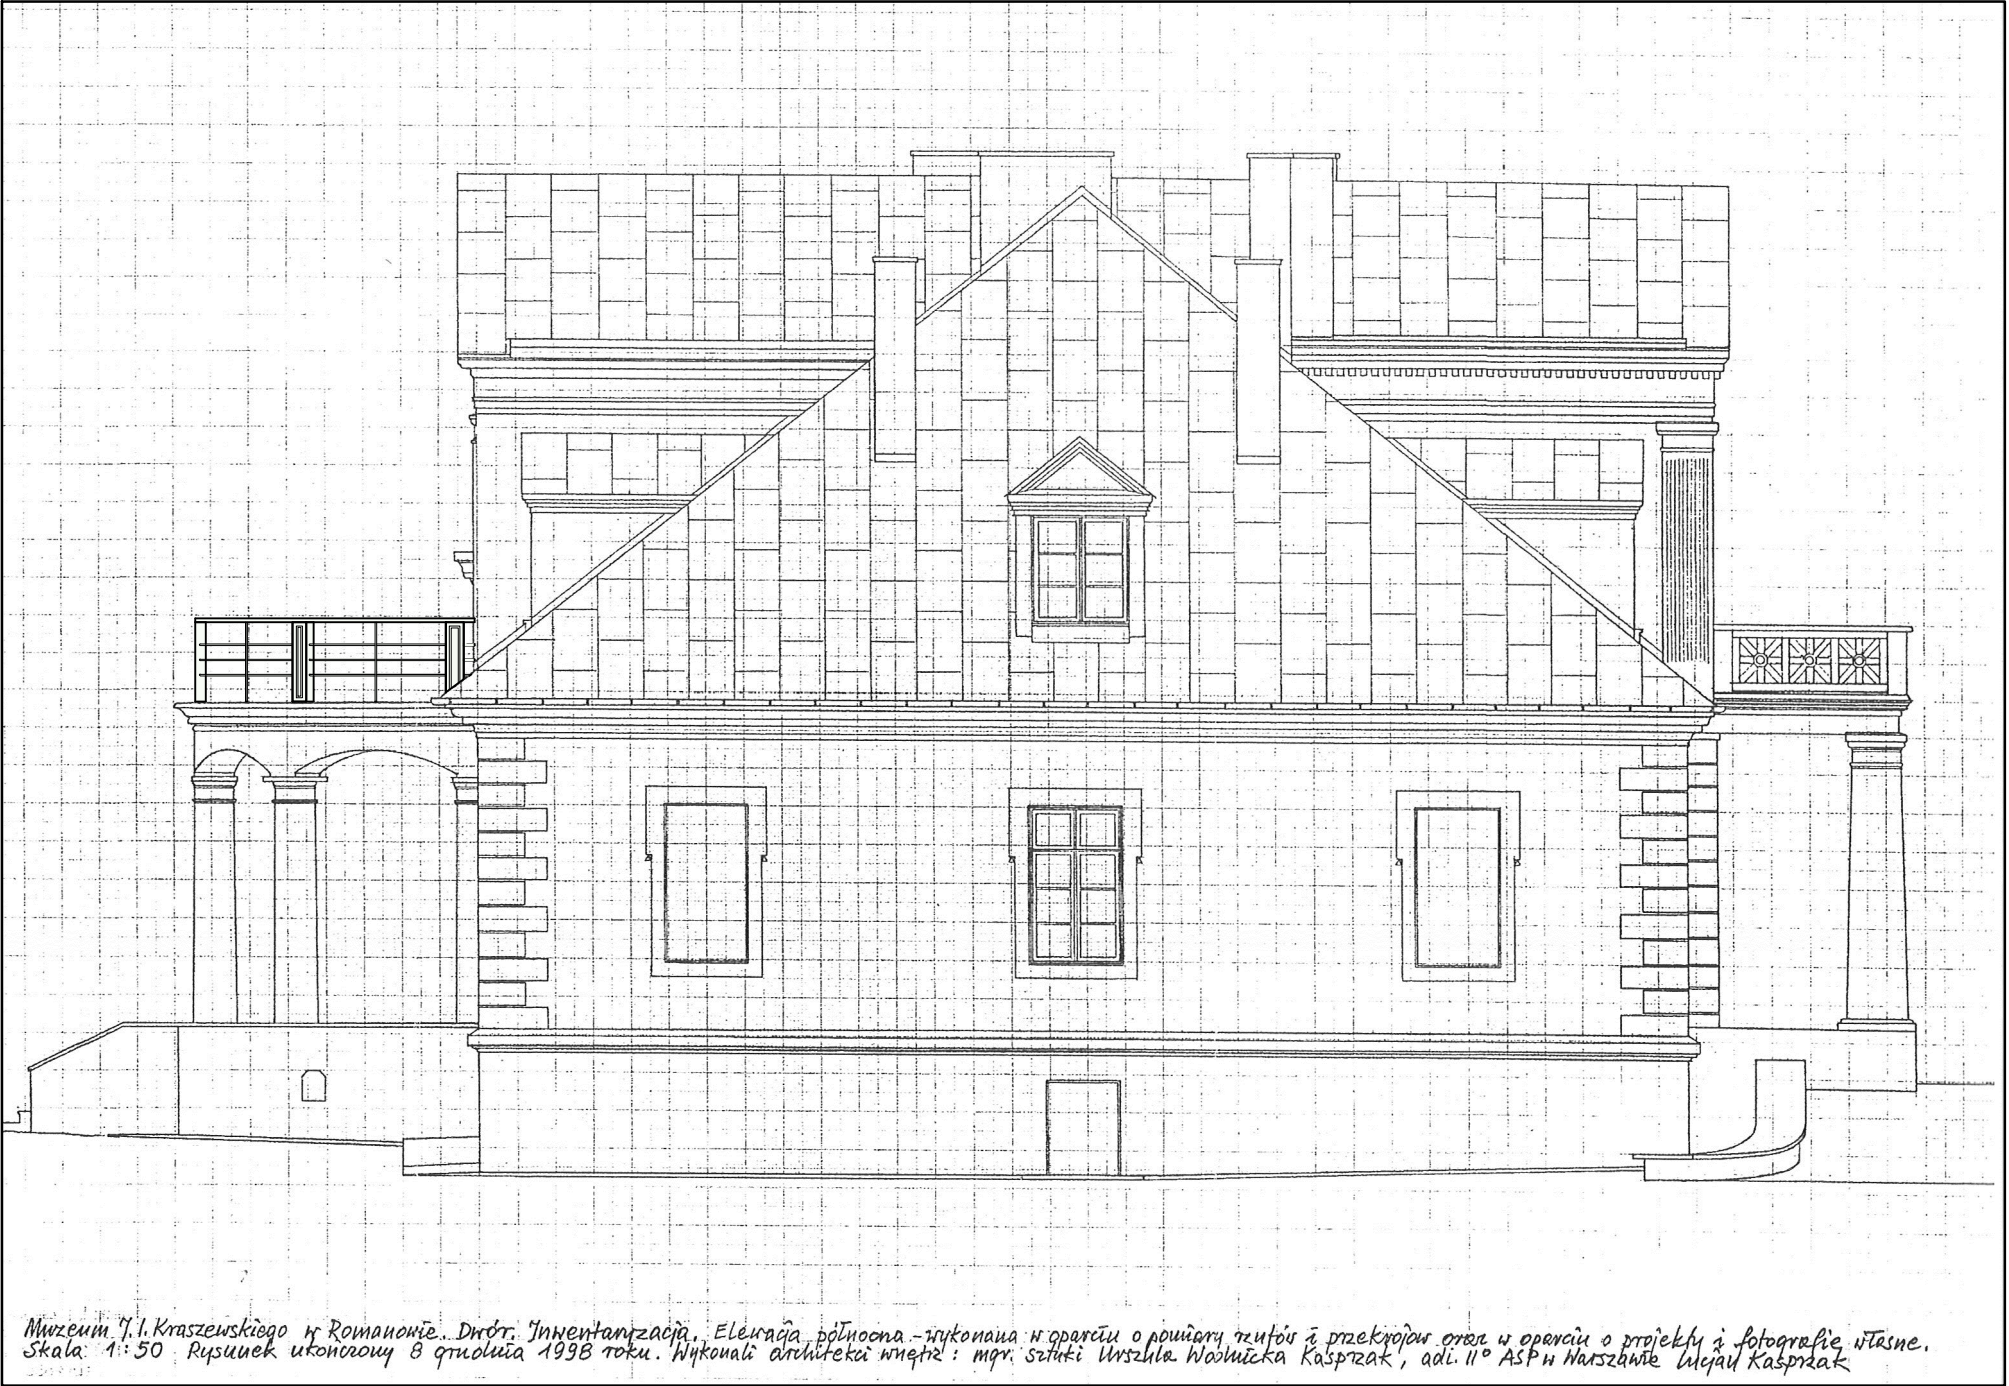 Muzeum J. I. Kraszewskiego w Romanowie. Dwór. Inwentaryzacja. Elewacja północna - wykonana w oparciu o pomiary rzutów i przekrojów oraz w oparciu o projekty i fotografie własne.
Skala 1:50 Rysunek ukończony 8 grudnia 1998 roku. Wykonali architekci wnętrz: mgr. sztuki Urszula Woźnicka Kasprzak, adi. II° ASP w Warszawie Lucjan Kasprzak